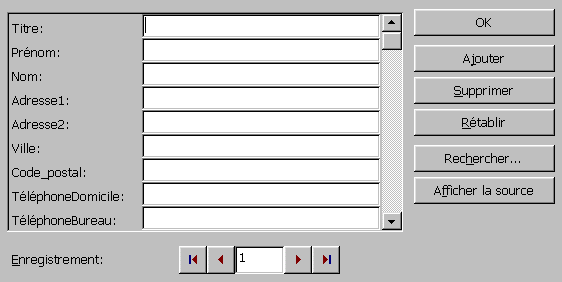 Titre:
Prénom:
Nom:
Adresse1:
Adresse2:
Ville:
Code_postal:
TéléphoneDomicile:
TéléphoneBureau:
OK
Ajouter
Supprimer
Rétablir
Rechercher...
Afficher la source
Enregistrement: 1